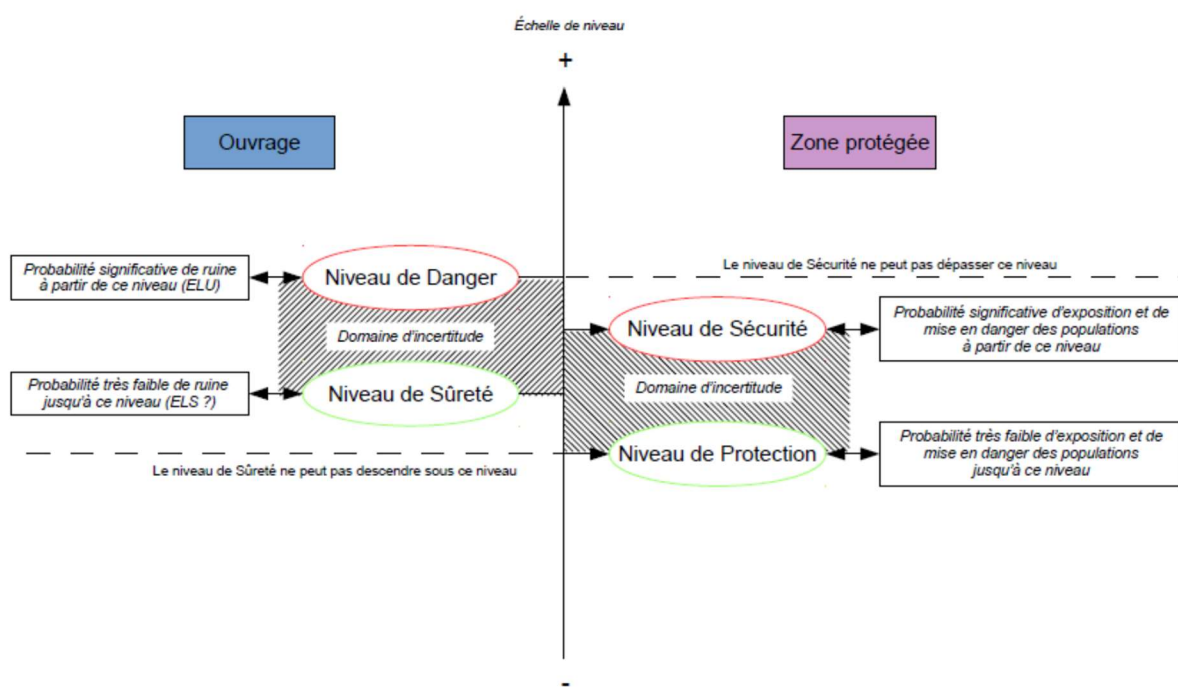 Échelle de niveau
+
Ouvrage
Zone protégée
Probabilité significative de ruine
à partir de ce niveau (ELU)
Niveau de Danger
Le niveau de Sécurité ne peut pas dépasser ce niveau
Domaine d'incertitude
Niveau de Sécurité
Probabilité significative d'exposition et de
mise en danger des populations
à partir de ce niveau
Probabilité très faible de ruine
jusqu'à ce niveau (ELS ?)
Niveau de Sûreté
Domaine d'incertitude
Le niveau de Sûreté ne peut pas descendre sous ce niveau
Niveau de Protection
Probabilité très faible d'exposition et de
mise en danger des populations
jusqu'à ce niveau
-